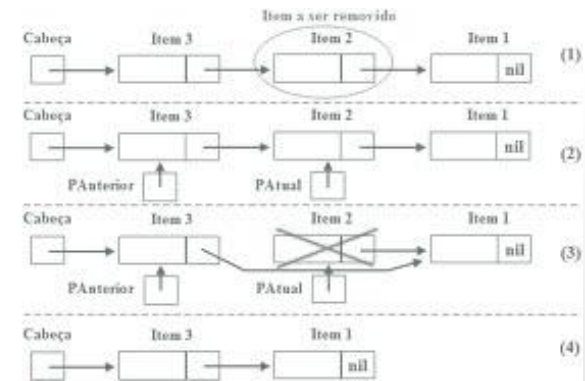 Item a ser removido
Cabeça Item 3 Item 2 Item 1
nil (1)
Cabeça Item 3 Item 2 Item 1
nil (2)
PAnterior PAtual
Cabeça Item 3 Item 2 Item 1
nil (3)
PAnterior PAtual
Cabeça Item 3 Item 1
nil (4)